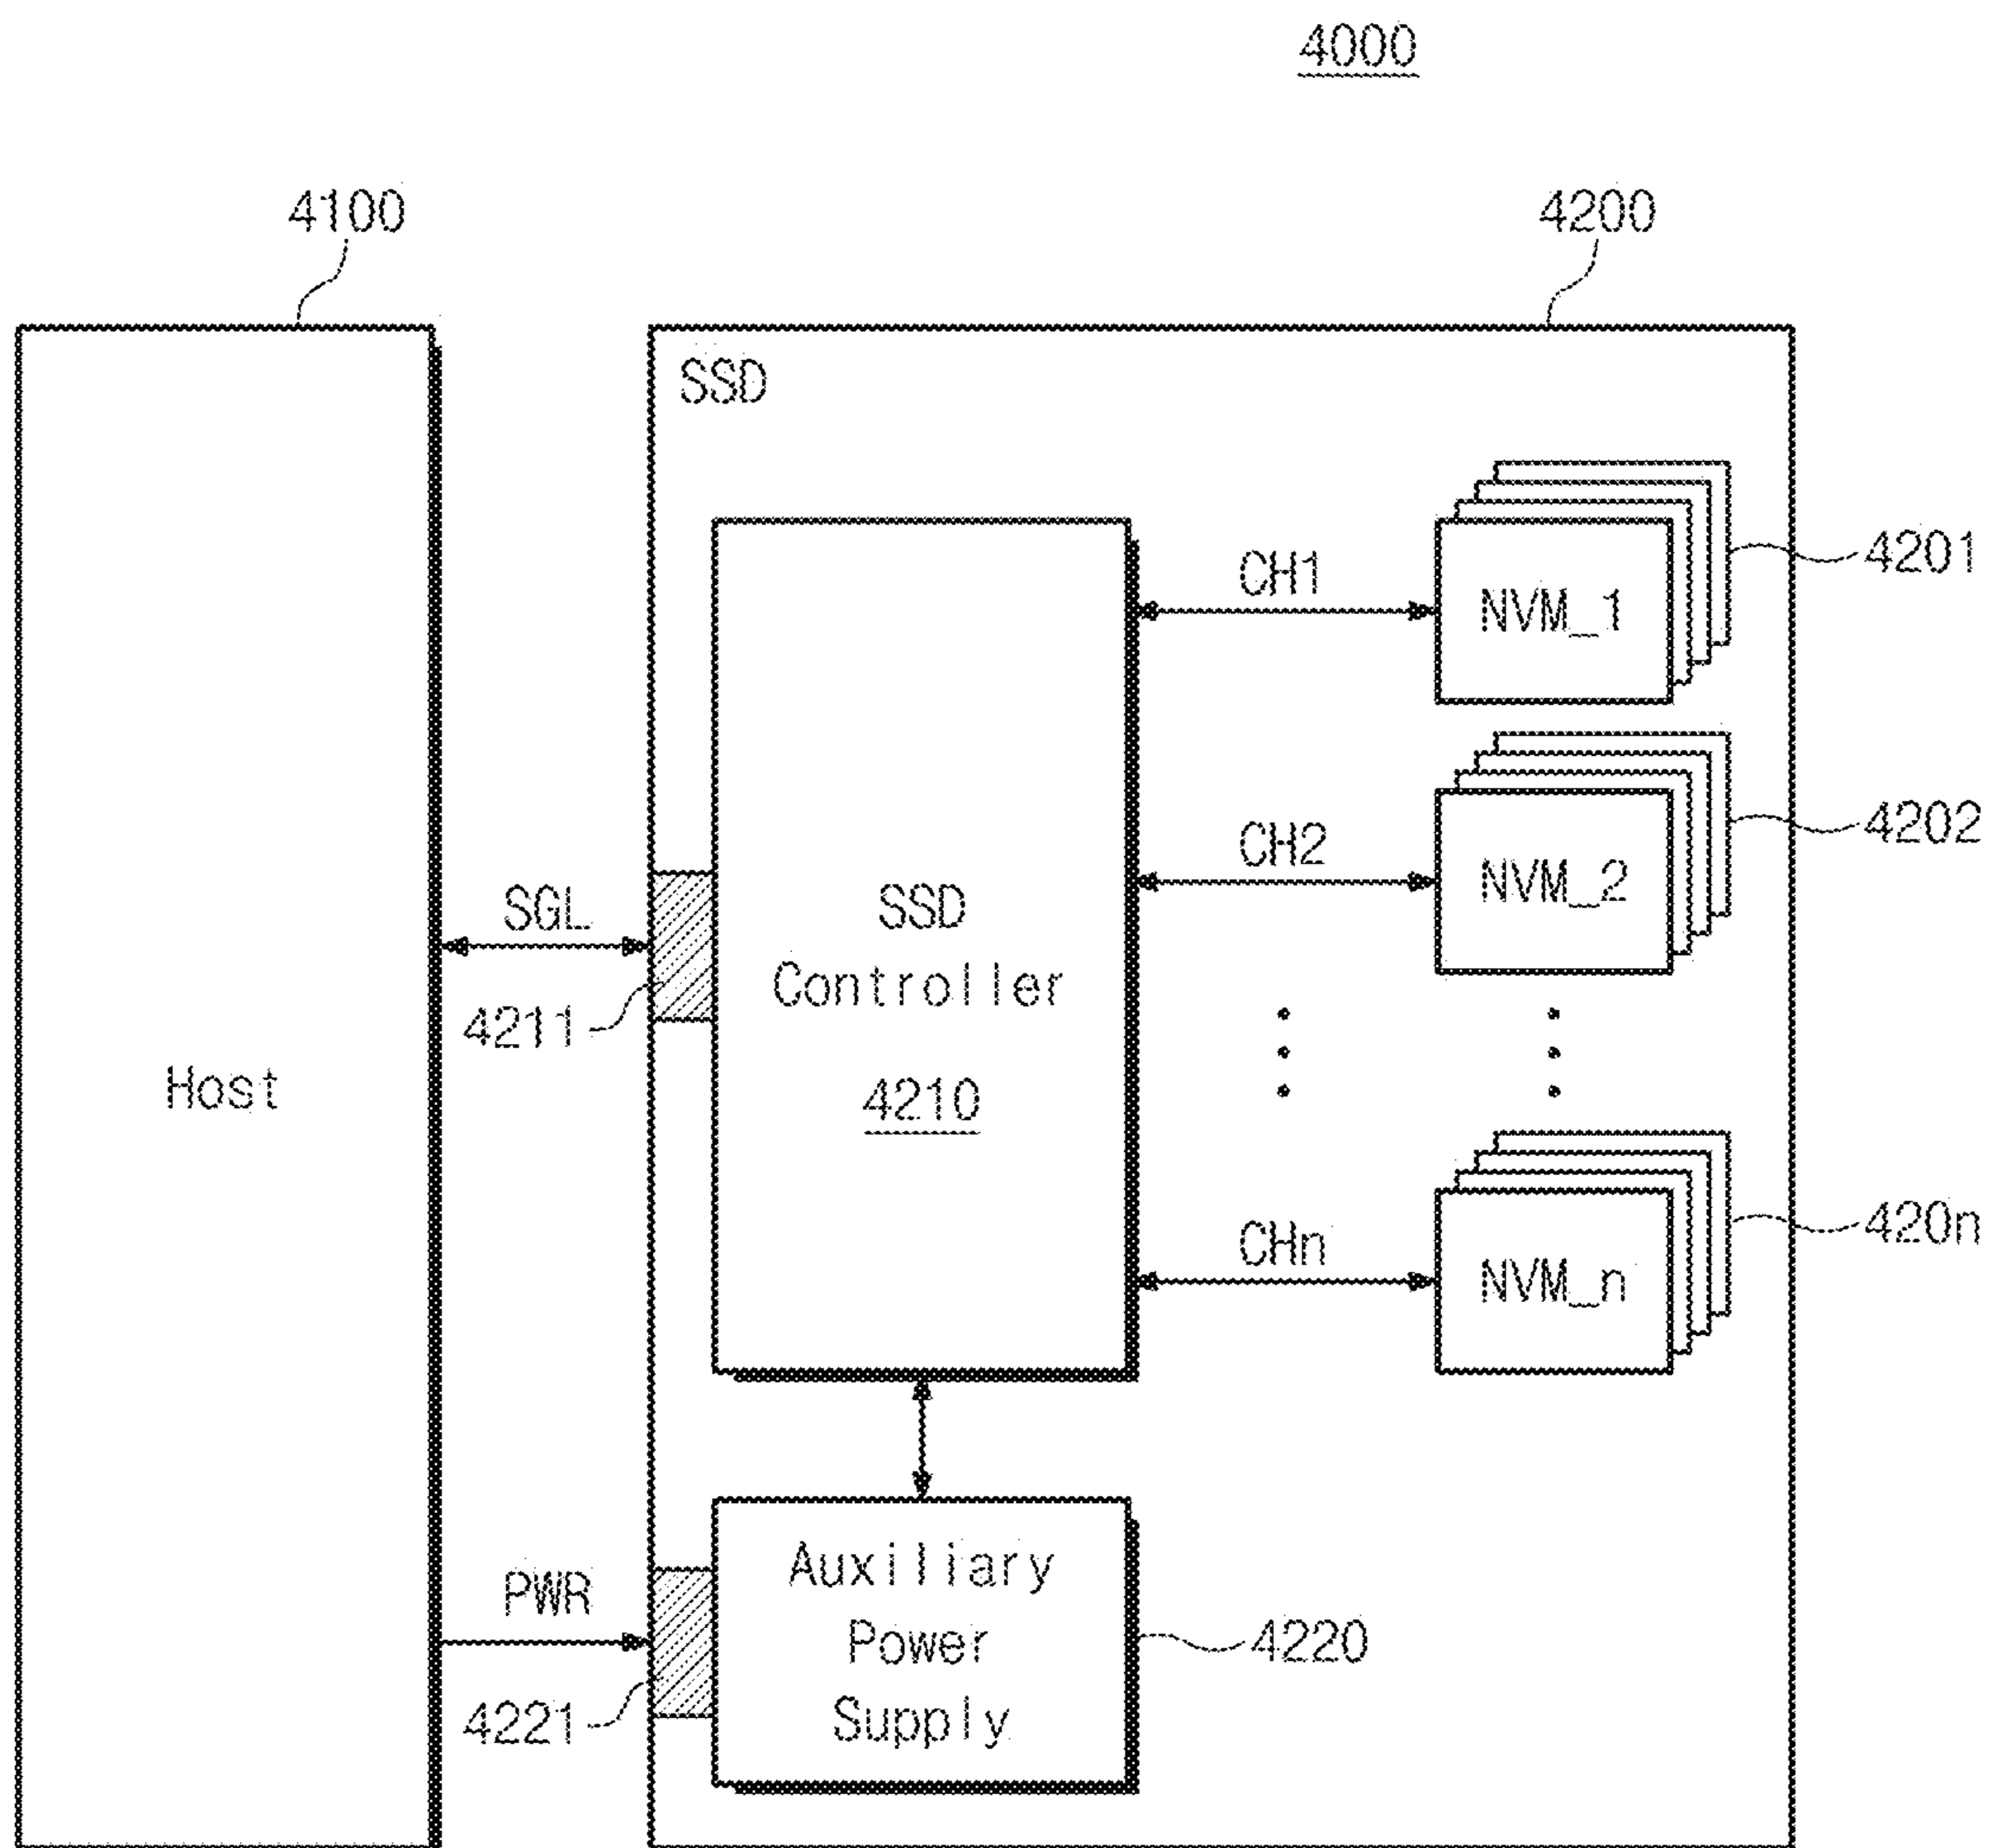 4000
4100
4200
SSD
4201
CH1
NVM_1
4202
CH2
NVM_2
SGL
SSD
Controller
4210
4211
Host
420n
CHn
NVM_n
PWR
Auxiliary
Power
Supply
4220
4221